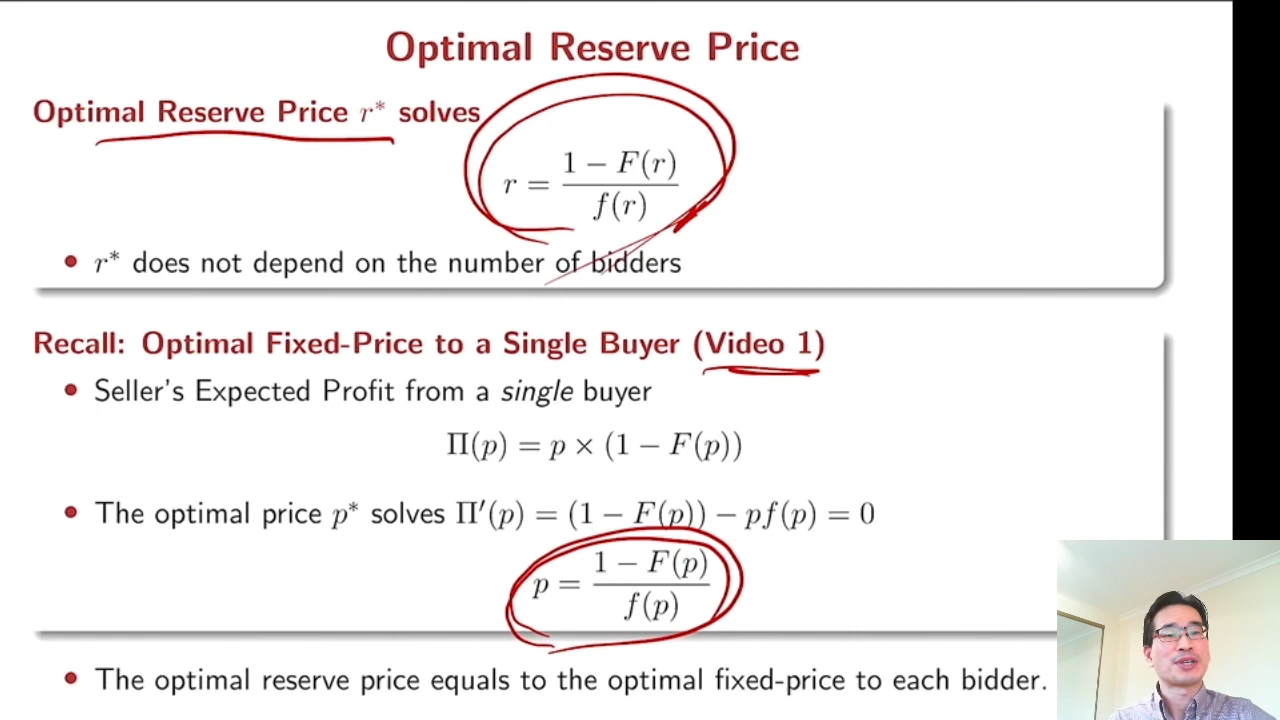 Optimal Reserve Price
Optimal Reserve Price r* solves
r = \frac{1 − F(r)}{f(r)}
• r* does not depend on the number of bidders
Recall: Optimal Fixed-Price to a Single Buyer (Video 1)
• Seller's Expected Profit from a single buyer
Π(p) = p × (1 − F(p))
• The optimal price p* solves Π′(p) = (1 − F(p)) − pf(p) = 0
p = \frac{1 − F(p)}{f(p)}
• The optimal reserve price equals to the optimal fixed-price to each bidder.